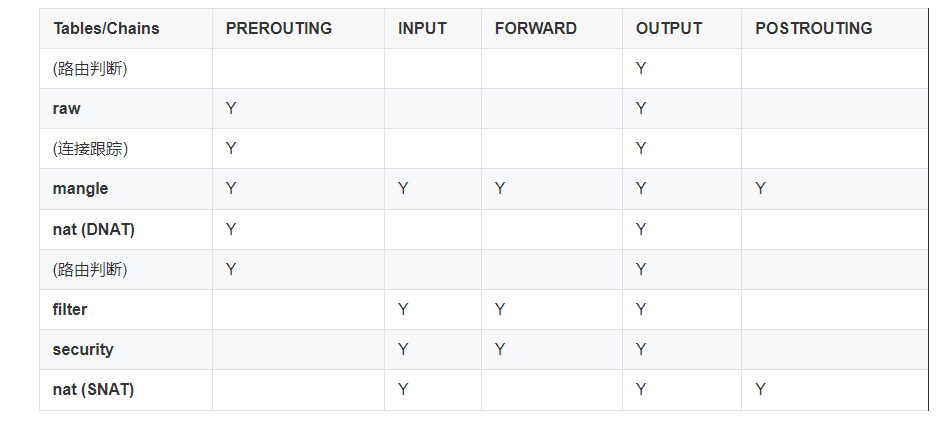 Tables/Chains PREROUTING INPUT FORWARD OUTPUT POSTROUTING
(路由判断) Y
raw Y Y
(连接跟踪) Y Y
mangle Y Y Y Y Y
nat (DNAT) Y Y
(路由判断) Y Y
filter Y Y Y
security Y Y Y
nat (SNAT) Y Y Y